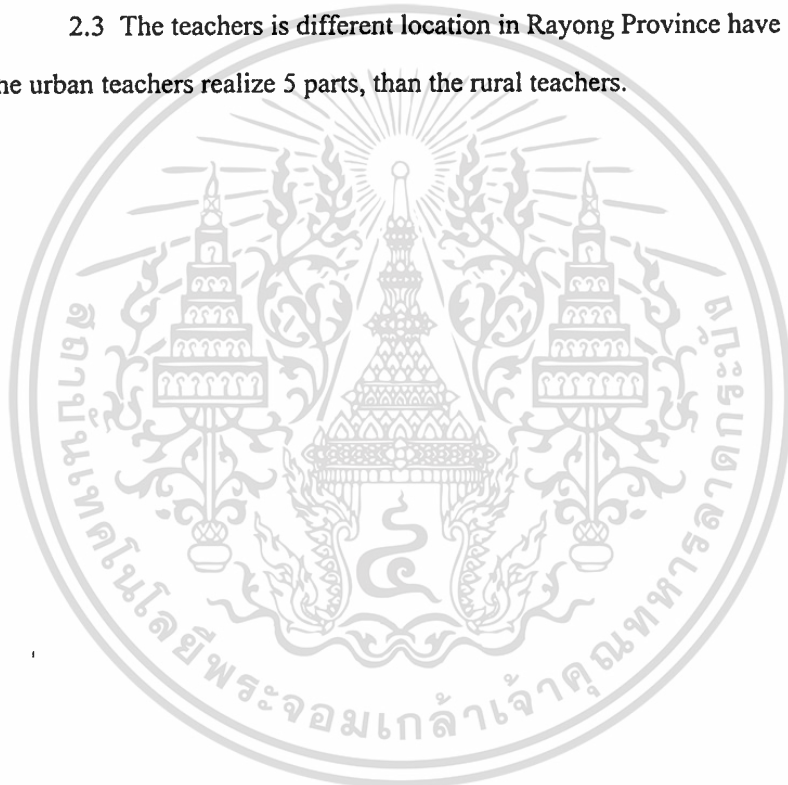 2.3 The teachers is different location in Rayong Province have
he urban teachers realize 5 parts, than the rural teachers.
สถาบันเทคโนโลยีพระจอมเกล้าเจ้าคุณทหารลาดกระบัง